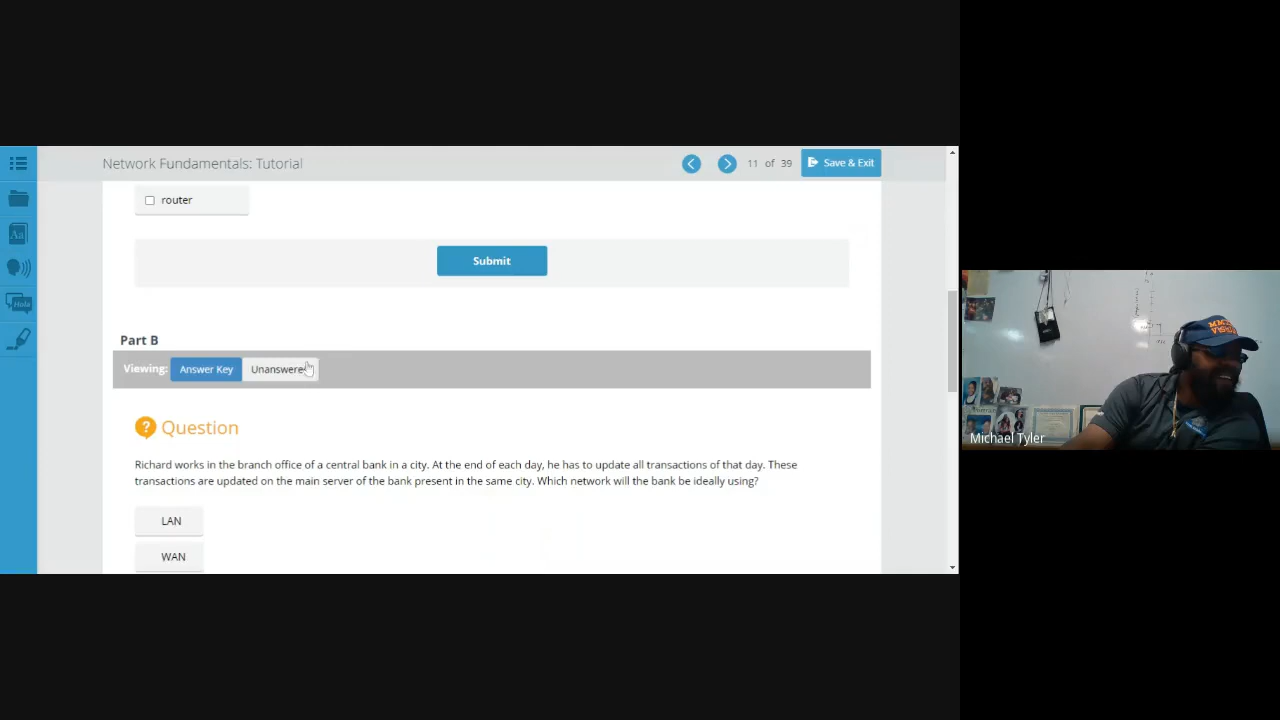 Network Fundamentals: Tutorial
11 of 39
Save & Exit
router
Submit
Part B
Viewing:
Answer Key
Unanswere
Question
Richard works in the branch office of a central bank in a city. At the end of each day, he has to update all transactions of that day. These
transactions are updated on the main server of the bank present in the same city. Which network will the bank be ideally using?
LAN
WAN
Aa
Hola
Michael Tyler